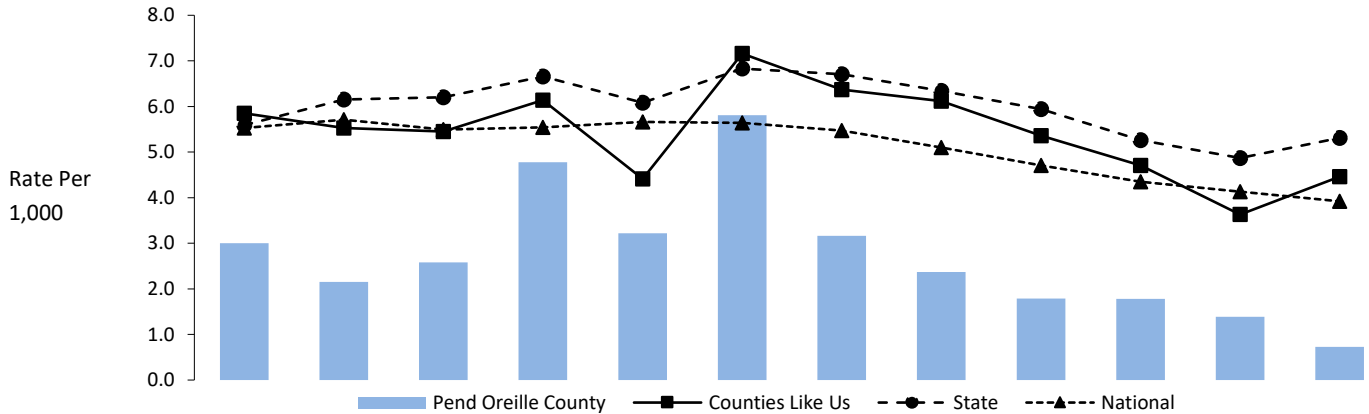 8.0
7.0
6.0
5.0
4.0
3.0
2.0
1.0
0.0
Rate Per
1,000
Pend Oreille County
Counties Like Us
State
National